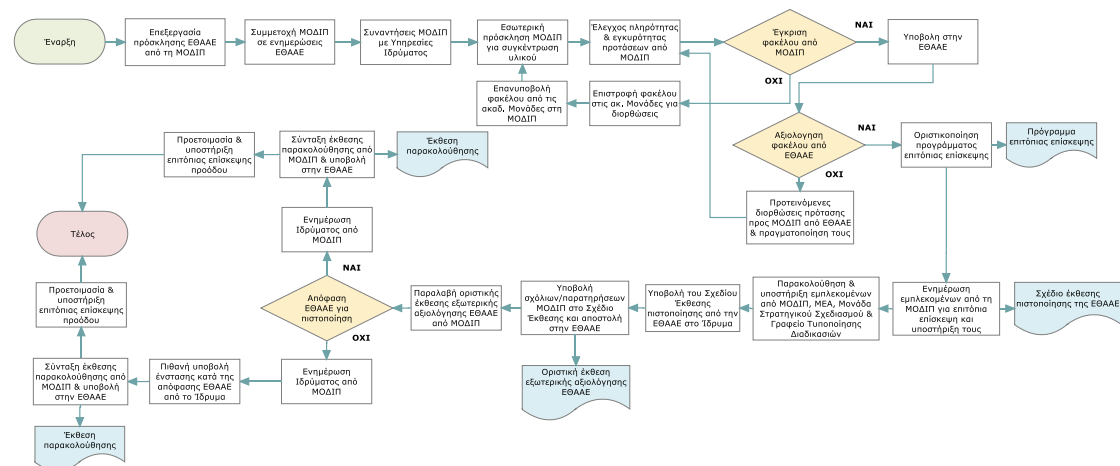 Έναρξη
Επεξεργασία
πρόσκλησης ΕΘΑΑΕ
από τη ΜΟΔΙΠ
Συμμετοχή ΜΟΔΙΠ
σε ενημερώσεις
ΕΘΑΑΕ
Συναντήσεις ΜΟΔΙΠ
με Υπηρεσίες
Ιδρύματος
Εσωτερική
πρόσκληση ΜΟΔΙΠ
για συγκέντρωση
υλικού
Έλεγχος πληρότητας
& εγκυρότητας
προτάσεων από
ΜΟΔΙΠ
Έγκριση
φακέλου από
ΜΟΔΙΠ
ΝΑΙ
Υποβολη στην
ΕΘΑΑΕ
ΟΧΙ
Επιστροφή φακέλου
στις ακ. Μονάδες για
διορθώσεις
Επανυποβολή
φακέλου από τις
ακαδ. Μονάδες στη
ΜΟΔΙΠ
Αξιολογηση
φακέλου από
ΕΘΑΑΕ
ΝΑΙ
Οριστικοποίηση
προγράμματος
επιτόπιας επίσκεψης
Πρόγραμμα
επιτόπιας επίσκεψης
ΟΧΙ
Προτεινόμενες
διορθώσεις πρότασης
προς ΜΟΔΙΠ από ΕΘΑΑΕ
& πραγματοποίηση τους
Προετοιμασία &
υποστήριξη
επιτόπιας επίσκεψης
προόδου
Σύνταξη έκθεσης
παρακολούθησης από
ΜΟΔΙΠ & υποβολή
στην ΕΘΑΑΕ
Έκθεση
παρακολούθησης
Τέλος
Ενημέρωση
Ιδρύματος από
ΜΟΔΙΠ
ΝΑΙ
Απόφαση
ΕΘΑΑΕ για
πιστοποίηση
ΟΧΙ
Παραλαβή οριστικής
έκθεσης εξωτερικής
αξιολόγησης ΕΘΑΑΕ
από ΜΟΔΙΠ
Υποβολή
σχόλιων/παρατηρήσεων
ΜΟΔΙΠ στο Σχέδιο
Έκθεσης και αποστολή
στην ΕΘΑΑΕ
Υποβολή του Σχεδίου
Έκθεσης
πιστοποίησης από την
ΕΘΑΑΕ στο Ίδρυμα
Παρακολούθηση &
υποστήριξη εμπλεκομένων
από ΜΟΔΙΠ, ΜΕΑ, Μονάδα
Στρατηγικού Σχεδιασμού &
Γραφείο Τυποποίησης
Διαδικασιών
Ενημέρωση
εμπλεκομένων από τη
ΜΟΔΙΠ για επιτόπια
επίσκεψη και
υποστήριξη τους
Σχέδιο έκθεσης
πιστοποίησης της ΕΘΑΑΕ
Οριστική έκθεση
εξωτερικής αξιολόγησης
ΕΘΑΑΕ
Προετοιμασία &
υποστήριξη
επιτόπιας επίσκεψης
προόδου
Σύνταξη έκθεσης
παρακολούθησης από
ΜΟΔΙΠ & υποβολή
στην ΕΘΑΑΕ
Πιθανή υποβολή
ένστασης κατά της
απόφασης ΕΘΑΑΕ
από το Ίδρυμα
Ενημέρωση
Ιδρύματος από
ΜΟΔΙΠ
Έκθεση
παρακολούθησης